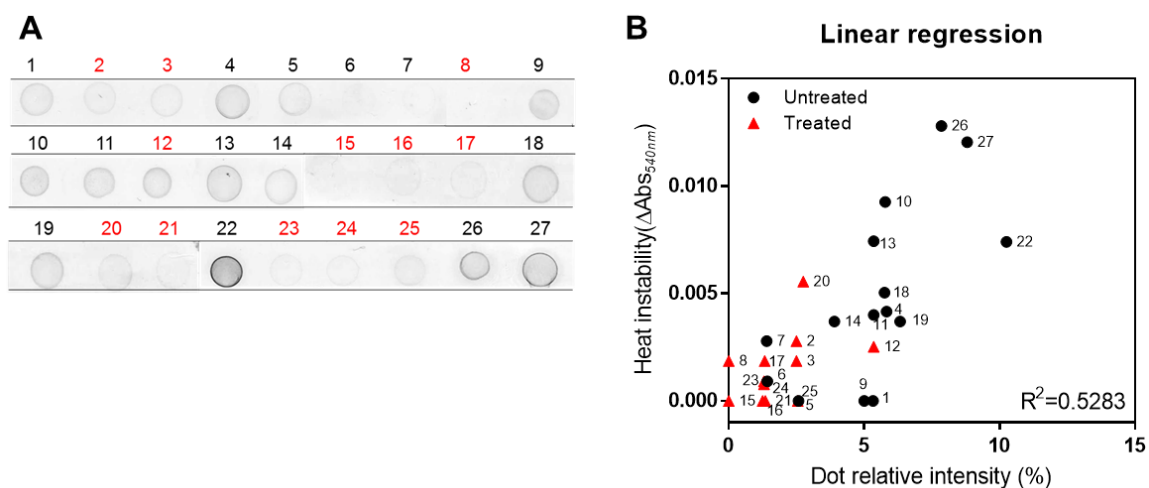 A
1 2 3 4 5 6 7 8 9
10 11 12 13 14 15 16 17 18
19 20 21 22 23 24 25 26 27
B
Linear regression
Heat instability(ΔAbs540nm)
0.015
0.010
0.005
0.000
Untreated
Treated
26
27
10
13
22
20
18
4
14
11
19
7
2
12
8
17
3
23
6
24
25
9
15
16
21
5
1
R2=0.5283
0 5 10 15
Dot relative intensity (%)